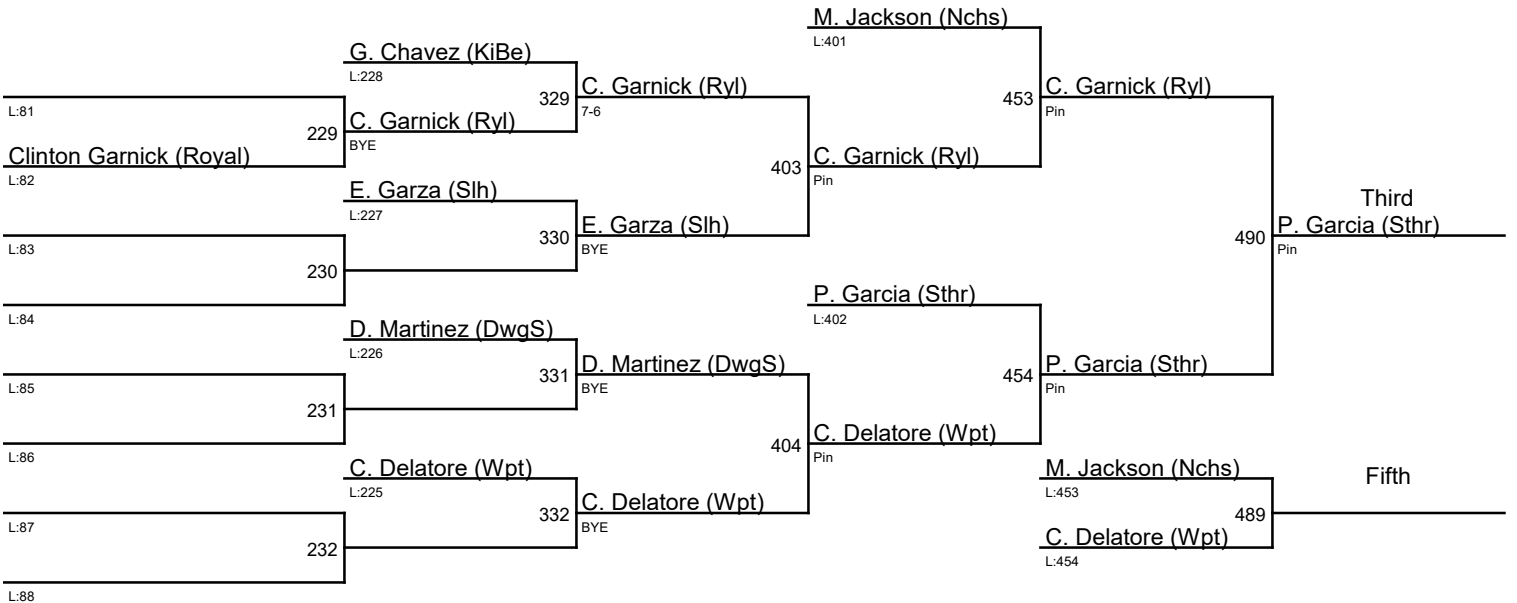 M. Jackson (Nchs)
L:401
G. Chavez (KiBe)
L:228
329
C. Garnick (Ryl)
7-6
453
C. Garnick (Ryl)
Pin
L:81
229
C. Garnick (Ryl)
BYE
Clinton Garnick (Royal)
L:82
403
C. Garnick (Ryl)
Pin
E. Garza (Slh)
L:227
330
E. Garza (Slh)
BYE
Third
490
P. Garcia (Sthr)
Pin
L:83
230
L:84
P. Garcia (Sthr)
L:402
D. Martinez (DwgS)
L:226
331
D. Martinez (DwgS)
BYE
454
P. Garcia (Sthr)
Pin
L:85
231
L:86
404
C. Delatore (Wpt)
Pin
C. Delatore (Wpt)
L:225
332
C. Delatore (Wpt)
BYE
M. Jackson (Nchs)
L:453
Fifth
489
L:87
232
C. Delatore (Wpt)
L:454
L:88